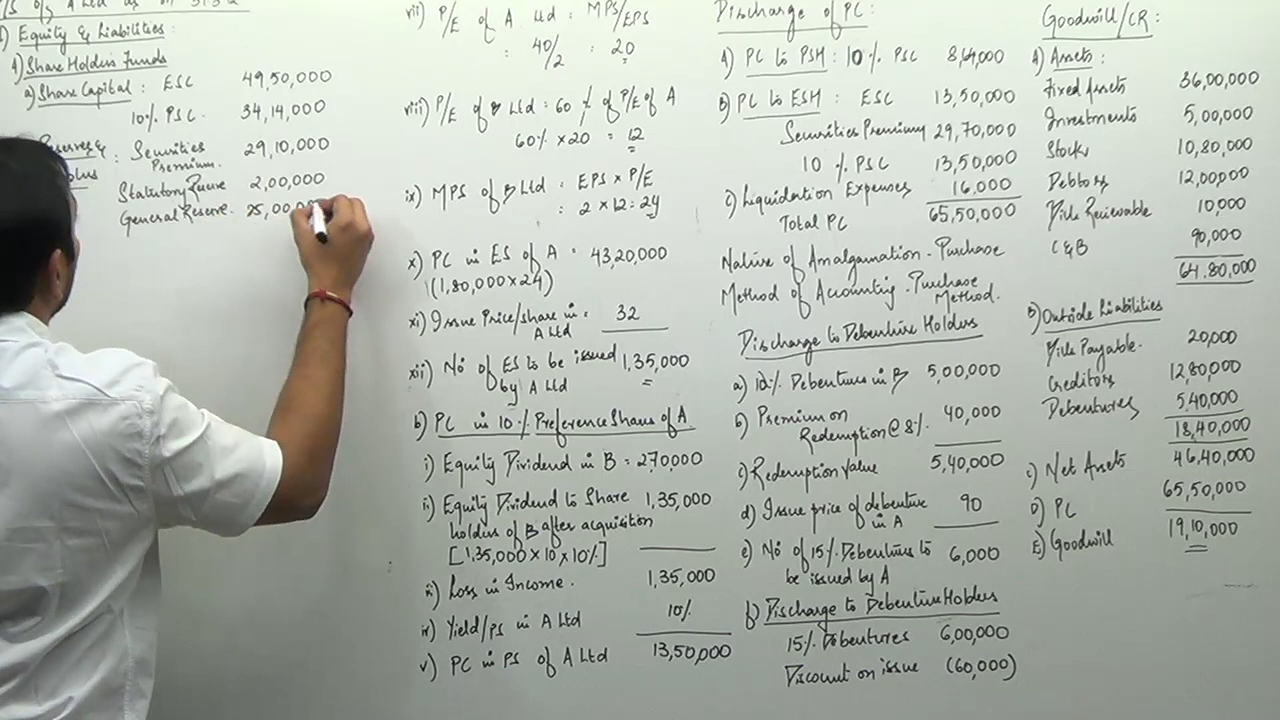 B/S of A Ltd as on 31.3.2
Equity & Liabilities:
1) Share Holders Funds
a) Share Capital : ESC 49,50,000
10% PSC. 34,14,000
Reserves & : Securities Premium. 29,10,000
Statutory Reserve 2,00,000
General Reserve. 25,00,00
vii) P/E of A Ltd : MPS/EPS
: 40/2 : 20
viii) P/E of B Ltd = 60 % of P/E of A
60% × 20 = 12
ix) MPS of B Ltd = EPS × P/E
: 2 × 12 = 24
x) PC in ES of A = 43,20,000
(1,80,000 × 24)
xi) Issue Price/share in = 32
A Ltd
xii) No of ES to be issued 1,35,000
by A Ltd
b) PC in 10% Preference Shares of A
i) Equity Dividend in B = 270,000
ii) Equity Dividend to Share 1,35,000
holders of B after acquisition
[1,35,000 × 10 × 10%]
iii) Loss in Income. 1,35,000
iv) Yield/PS in A Ltd 10%
v) PC in PS of A Ltd 13,50,000
Discharge of PC:
A) PC to PSH : 10% PSC 8,64,000
B) PC to ESH : ESC 13,50,000
Securities Premium 29,70,000
10 % PSC 13,50,000
c) Liquidation Expenses 16,000
Total PC 65,50,000
Nature of Amalgamation - Purchase
Method of Accounting - Purchase
Method.
Discharge to Debenture Holders
a) 10% Debentures in B 5,00,000
b) Premium on 40,000
Redemption @ 8%.
c) Redemption Value 5,40,000
d) Issue price of debenture 90
in A
e) No of 15% Debentures to 6,000
be issued by A
f) Discharge to Debenture Holders
15% Debentures 6,00,000
Discount on issue (60,000)
Goodwill/CR:
A) Assets:
Fixed Assets 36,00,000
Investments 5,00,000
Stock 10,80,000
Debtors 12,00,000
Bills Receivable 10,000
C & B 90,000
64,80,000
B) Outside Liabilities
Bills Payable. 20,000
Creditors 12,80,000
Debentures 5,40,000
18,40,000
c) Net Assets 46,40,000
D) PC 65,50,000
E) Goodwill 19,10,000